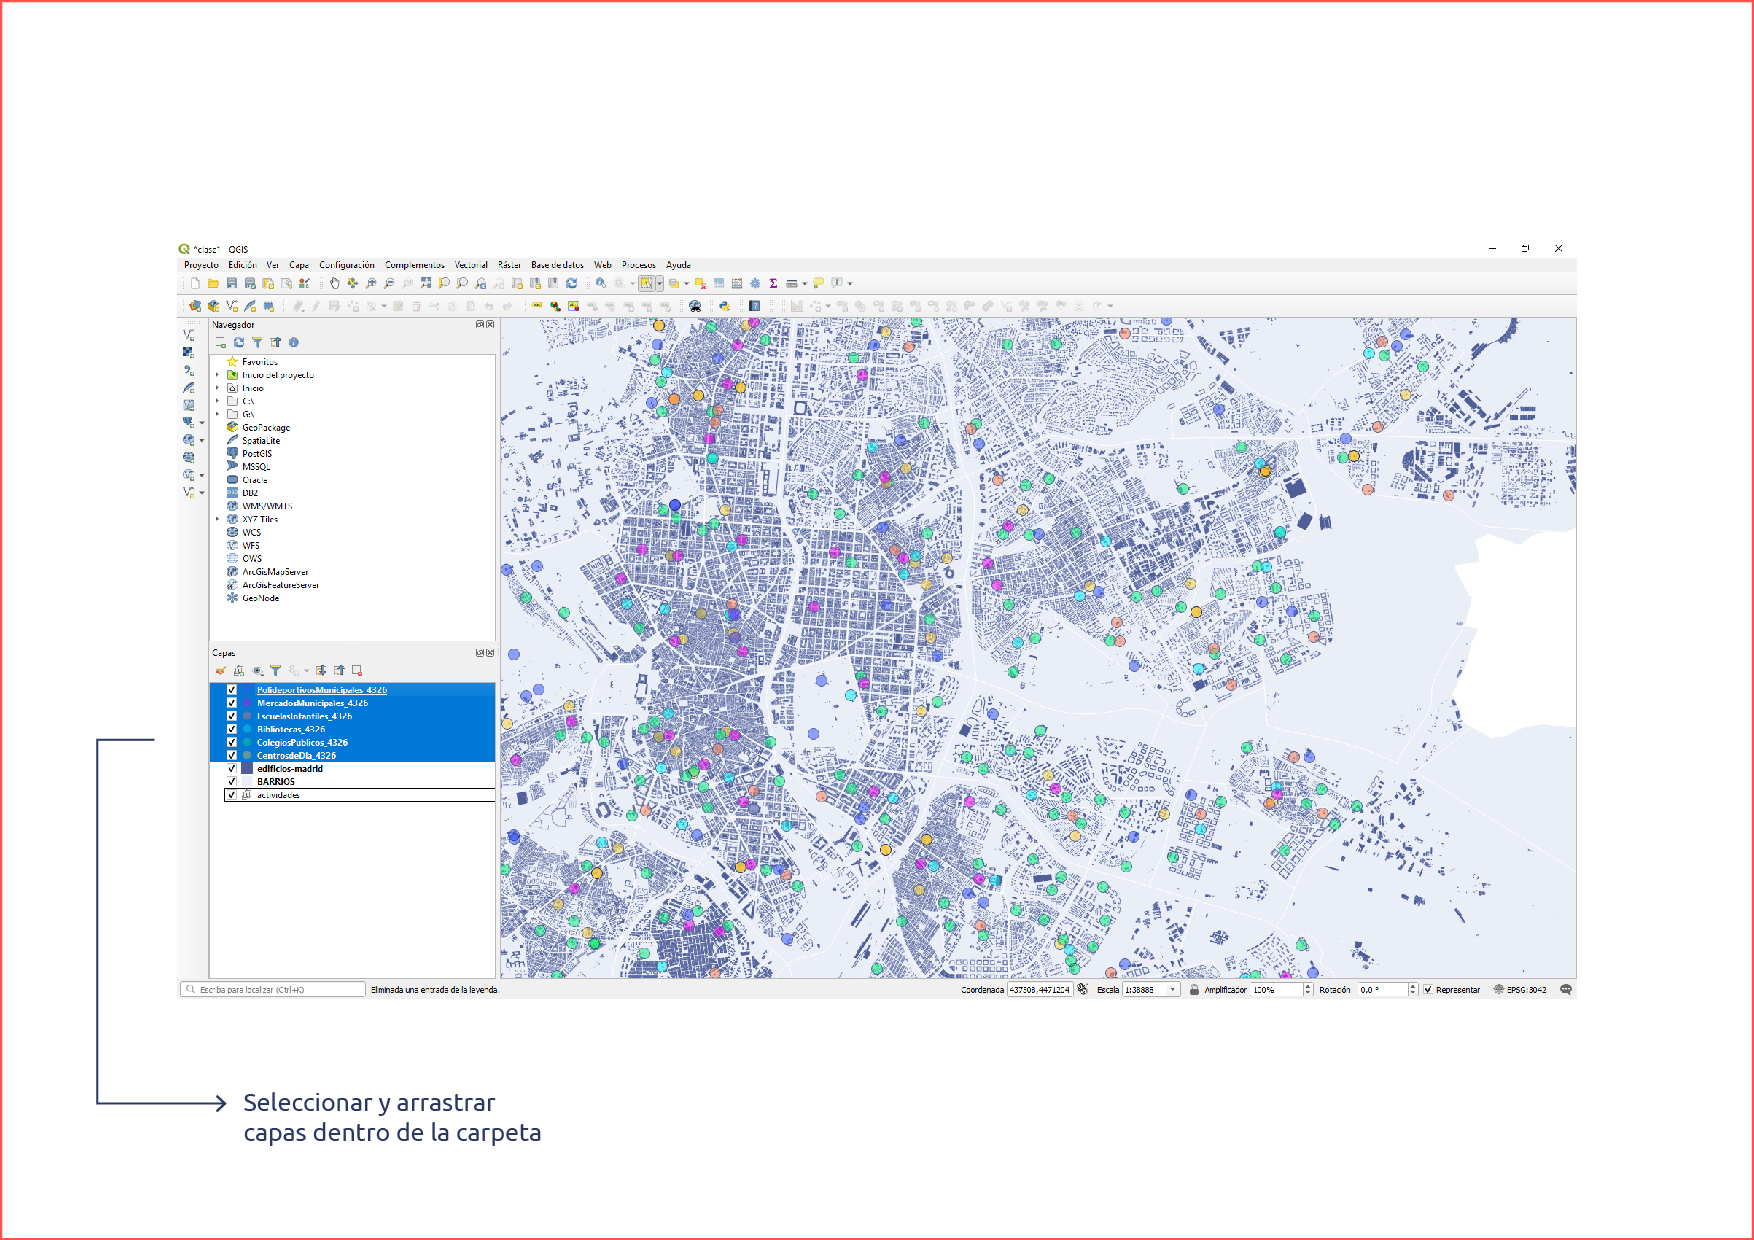 *clase1 QGIS
Proyecto Edición Ver Capa Configuración Complementos Vectorial Ráster Base de datos Web Procesos Ayuda
Navegador
Favoritos
Inicio del proyecto
Inicio
C:\
G:\
GeoPackage
SpatiaLite
PostGIS
MSSQL
Oracle
DB2
WMS/WMTS
XYZ Tiles
WCS
WFS
OWS
ArcGisMapServer
ArcGisFeatureServer
GeoNode
Capas
PolideportivosMunicipales_4326
MercadosMunicipales_4326
EscuelasInfantiles_4326
Bibliotecas_4326
ColegiosPublicos_4326
CentrosdeDia_4326
edificios-madrid
BARRIOS
actividades
Escriba para localizar (Ctrl+K) Eliminada una entrada de la leyenda. Coordenada 437308,4471204 Escala 1:38888 Amplificador 100% Rotación 0,0 ° Representar EPSG:3042
Seleccionar y arrastrar
capas dentro de la carpeta